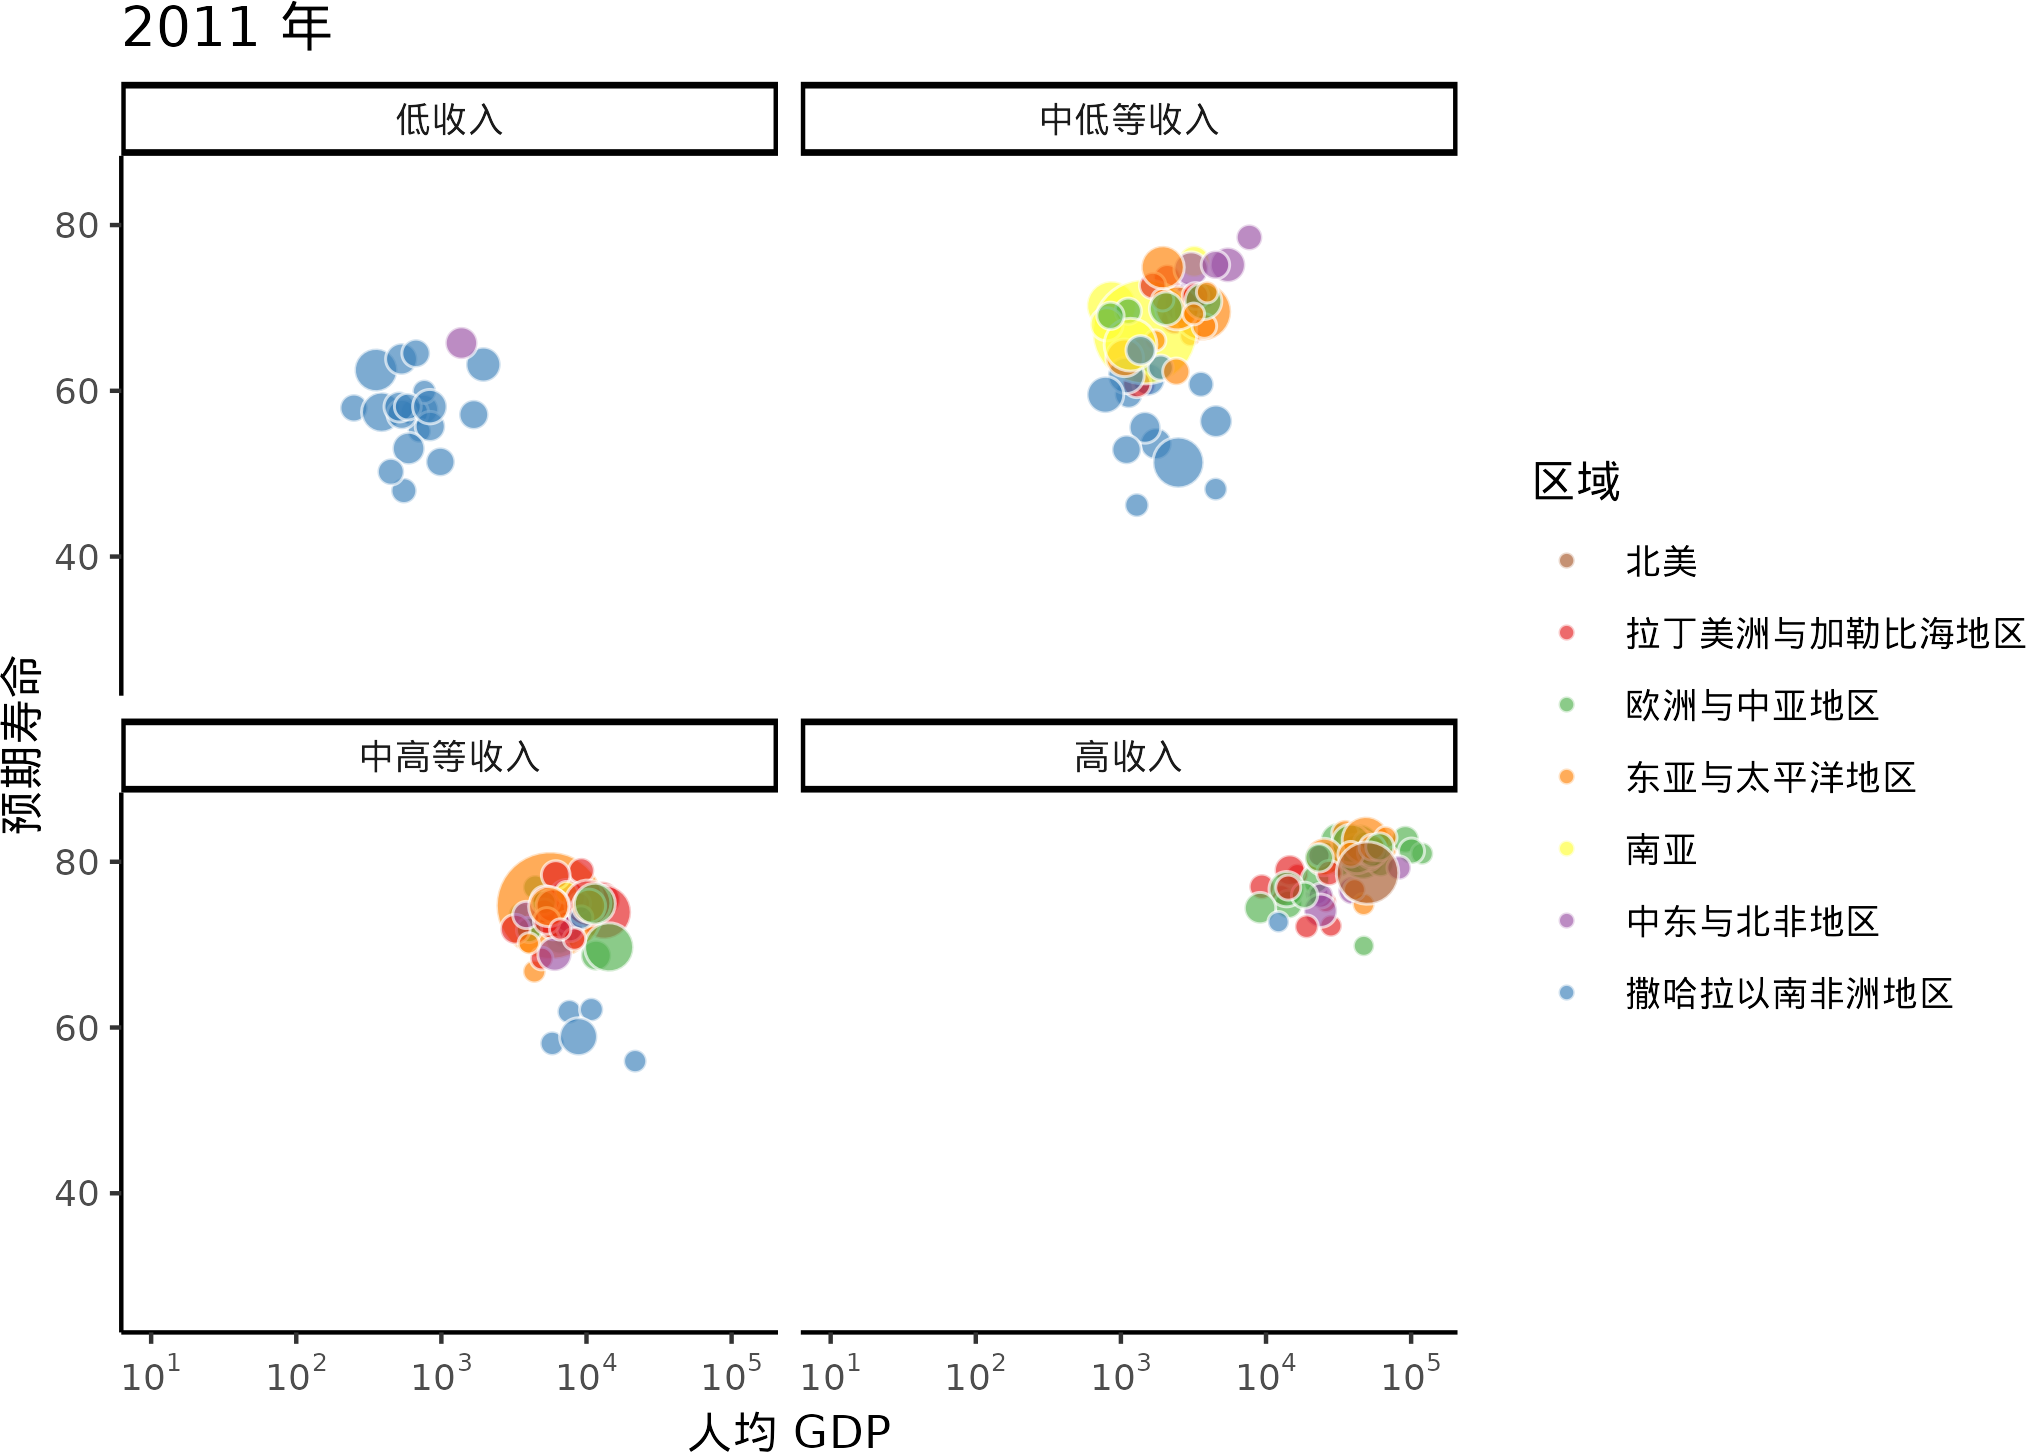 2011 年
低收入
中低等收入
80
60
40
中高等收入
高收入
80
60
40
10¹ 10² 10³ 10⁴ 10⁵
10¹ 10² 10³ 10⁴ 10⁵
人均 GDP
预期寿命
区域
北美
拉丁美洲与加勒比海地区
欧洲与中亚地区
东亚与太平洋地区
南亚
中东与北非地区
撒哈拉以南非洲地区